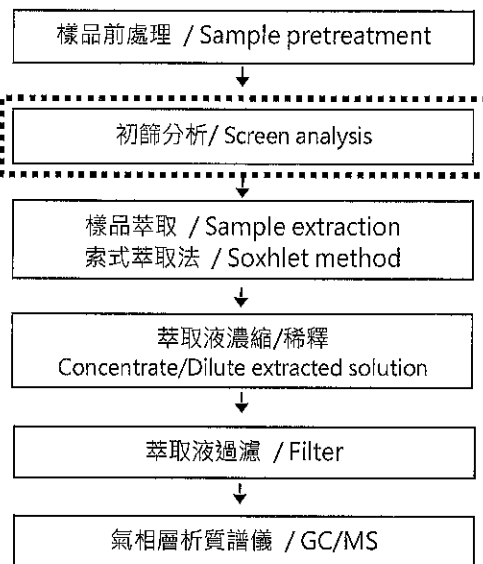 樣品前處理 / Sample pretreatment
初篩分析/ Screen analysis
樣品萃取 / Sample extraction
索式萃取法 / Soxhlet method
萃取液濃縮/稀釋
Concentrate/Dilute extracted solution
萃取液過濾 / Filter
氣相層析質譜儀 / GC/MS